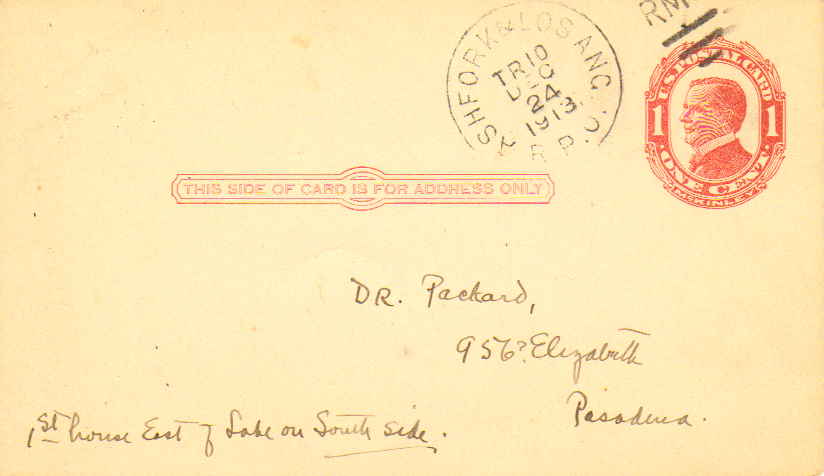 SHFORK & LOS ANG.
TR 10
DEC
24
1913
R.P.O.
RM
U.S. POSTAL CARD
1 1
ONE CENT
McKINLEY
THIS SIDE OF CARD IS FOR ADDRESS ONLY
DR. Packard,
956? Elizabeth
Pasadena.
1st house East of Lake on South side.